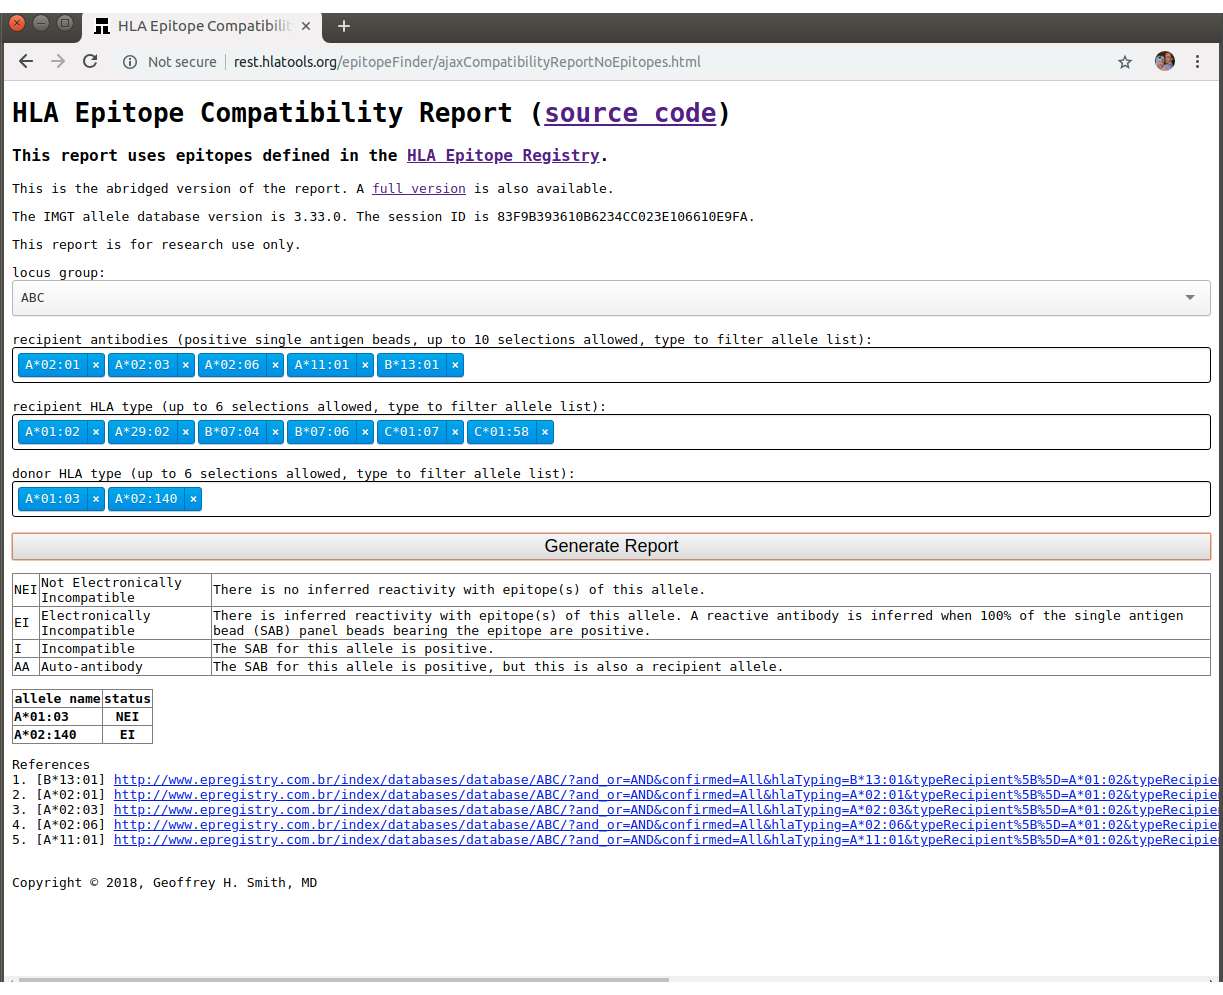 HLA Epitope Compatibilit
Not secure | rest.hlatools.org/epitopeFinder/ajaxCompatibilityReportNoEpitopes.html
HLA Epitope Compatibility Report (source code)
This report uses epitopes defined in the HLA Epitope Registry.
This is the abridged version of the report. A full version is also available.
The IMGT allele database version is 3.33.0. The session ID is 83F9B393610B6234CC023E106610E9FA.
This report is for research use only.
locus group:
ABC
recipient antibodies (positive single antigen beads, up to 10 selections allowed, type to filter allele list):
A*02:01 × A*02:03 × A*02:06 × A*11:01 × B*13:01 ×
recipient HLA type (up to 6 selections allowed, type to filter allele list):
A*01:02 × A*29:02 × B*07:04 × B*07:06 × C*01:07 × C*01:58 ×
donor HLA type (up to 6 selections allowed, type to filter allele list):
A*01:03 × A*02:140 ×
Generate Report
NEI Not Electronically Incompatible There is no inferred reactivity with epitope(s) of this allele.
EI Electronically Incompatible There is inferred reactivity with epitope(s) of this allele. A reactive antibody is inferred when 100% of the single antigen
bead (SAB) panel beads bearing the epitope are positive.
I Incompatible The SAB for this allele is positive.
AA Auto-antibody The SAB for this allele is positive, but this is also a recipient allele.
allele name status
A*01:03 NEI
A*02:140 EI
References
1. [B*13:01] http://www.epregistry.com.br/index/databases/database/ABC/?and_or=AND&confirmed=All&hlaTyping=B*13:01&typeRecipient%5B%5D=A*01:02&typeRecipie
2. [A*02:01] http://www.epregistry.com.br/index/databases/database/ABC/?and_or=AND&confirmed=All&hlaTyping=A*02:01&typeRecipient%5B%5D=A*01:02&typeRecipie
3. [A*02:03] http://www.epregistry.com.br/index/databases/database/ABC/?and_or=AND&confirmed=All&hlaTyping=A*02:03&typeRecipient%5B%5D=A*01:02&typeRecipie
4. [A*02:06] http://www.epregistry.com.br/index/databases/database/ABC/?and_or=AND&confirmed=All&hlaTyping=A*02:06&typeRecipient%5B%5D=A*01:02&typeRecipie
5. [A*11:01] http://www.epregistry.com.br/index/databases/database/ABC/?and_or=AND&confirmed=All&hlaTyping=A*11:01&typeRecipient%5B%5D=A*01:02&typeRecipie
Copyright © 2018, Geoffrey H. Smith, MD